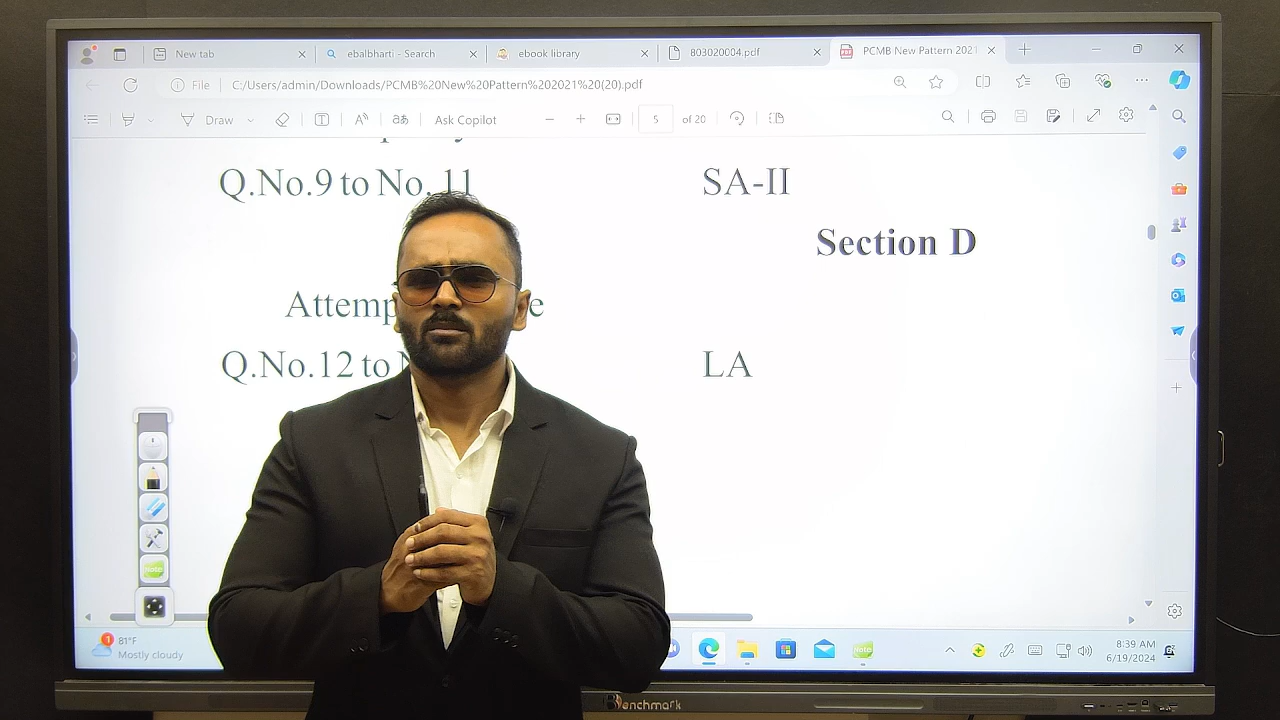 New tab
ebalbharti - Search
ebook library
803020004.pdf
PCMB New Pattern 2021
File
C:/Users/admin/Downloads/PCMB%20New%20Pattern%202021%20(20).pdf
Draw
Ask Copilot
5
of 20
Q.No.9 to No. 11
SA-II
Section D
Attemp
e
Q.No.12 to
LA
81°F
Mostly cloudy
8:39 AM
6/19/2024
Benchmark